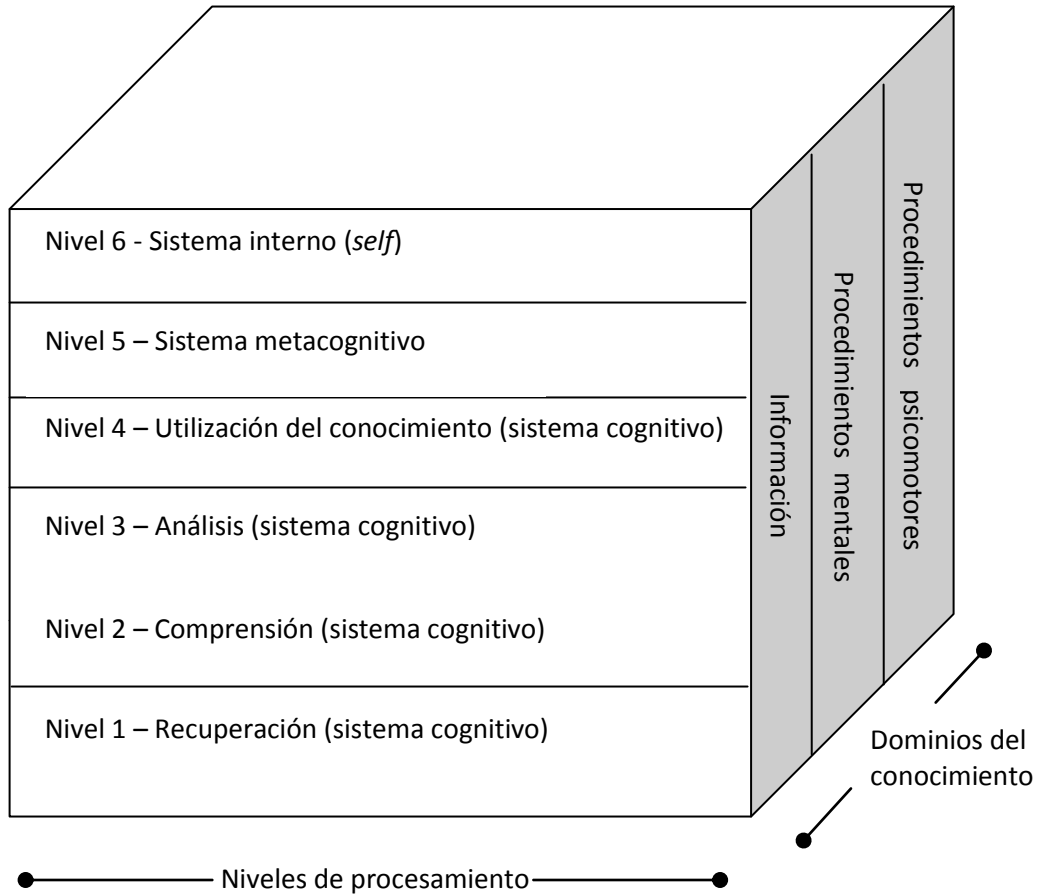 Nivel 6 - Sistema interno (self)
Nivel 5 – Sistema metacognitivo
Nivel 4 – Utilización del conocimiento (sistema cognitivo)
Nivel 3 – Análisis (sistema cognitivo)
Nivel 2 – Comprensión (sistema cognitivo)
Nivel 1 – Recuperación (sistema cognitivo)
Información
Procedimientos mentales
Procedimientos psicomotores
Dominios del
conocimiento
Niveles de procesamiento